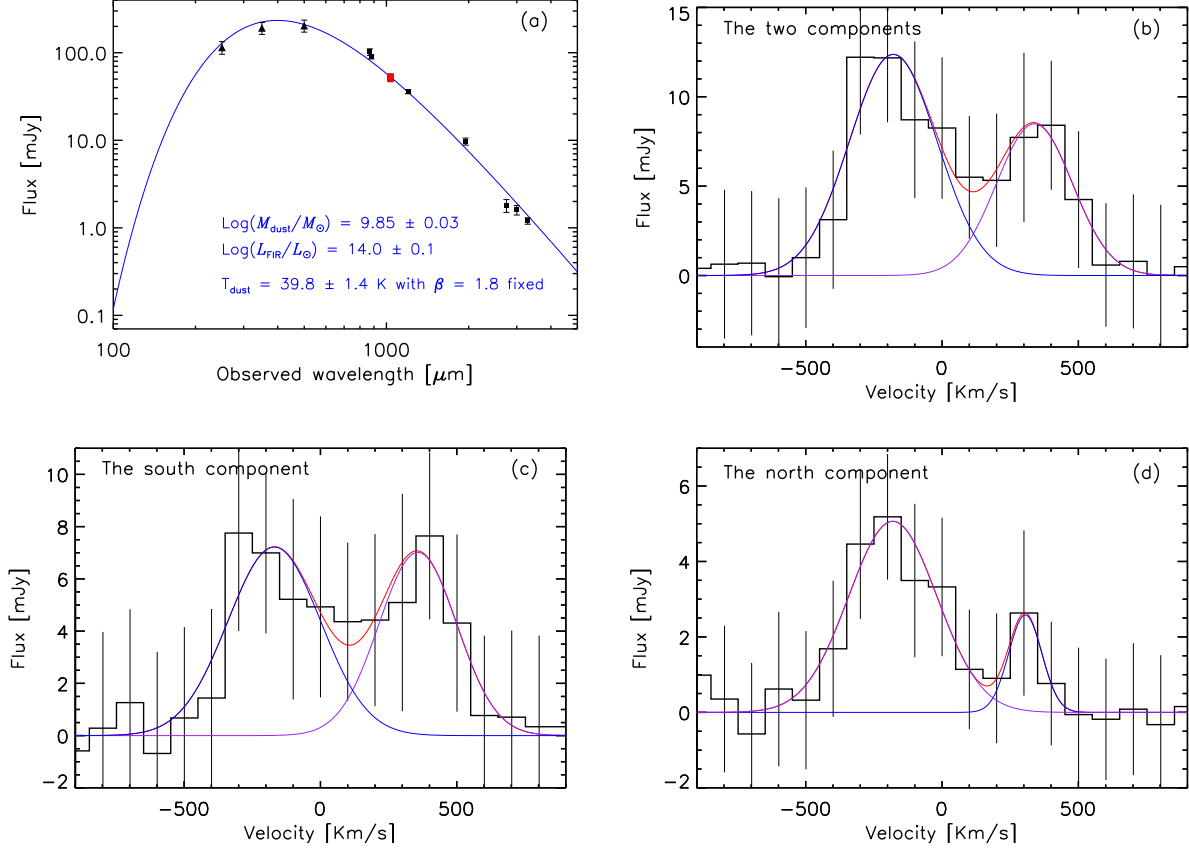 (a)
100.0
10.0
1.0
0.1
Flux [mJy]
Log(M_dust/M_⊙) = 9.85 ± 0.03
Log(L_FIR/L_⊙) = 14.0 ± 0.1
T_dust = 39.8 ± 1.4 K with β = 1.8 fixed
100 1000
Observed wavelength [μm]
The two components (b)
15
10
5
0
Flux [mJy]
−500 0 500
Velocity [Km/s]
The south component (c)
10
8
6
4
2
0
−2
Flux [mJy]
−500 0 500
Velocity [Km/s]
The north component (d)
6
4
2
0
−2
Flux [mJy]
−500 0 500
Velocity [Km/s]